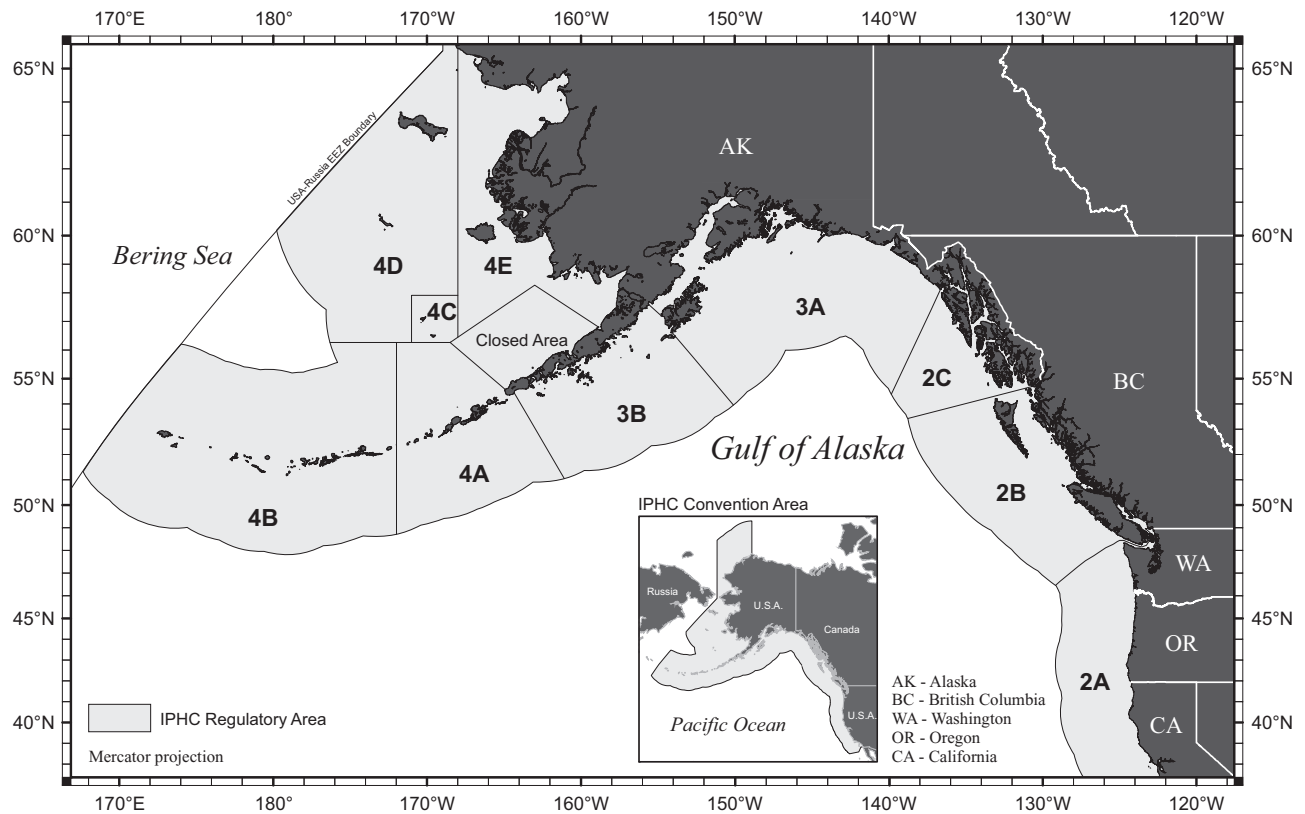 170°E 180° 170°W 160°W 150°W 140°W 130°W 120°W
65°N 65°N
USA-Russia EEZ Boundary
AK
60°N 60°N
Bering Sea
4D 4E
4C
3A
Closed Area
55°N 55°N
2C
BC
3B
Gulf of Alaska
4A
2B
50°N 50°N
4B
IPHC Convention Area
WA
Russia
U.S.A.
Canada
45°N 45°N
OR
2A
AK - Alaska
BC - British Columbia
WA - Washington
OR - Oregon
CA - California
U.S.A.
Pacific Ocean
CA
IPHC Regulatory Area
40°N 40°N
Mercator projection
170°E 180° 170°W 160°W 150°W 140°W 130°W 120°W